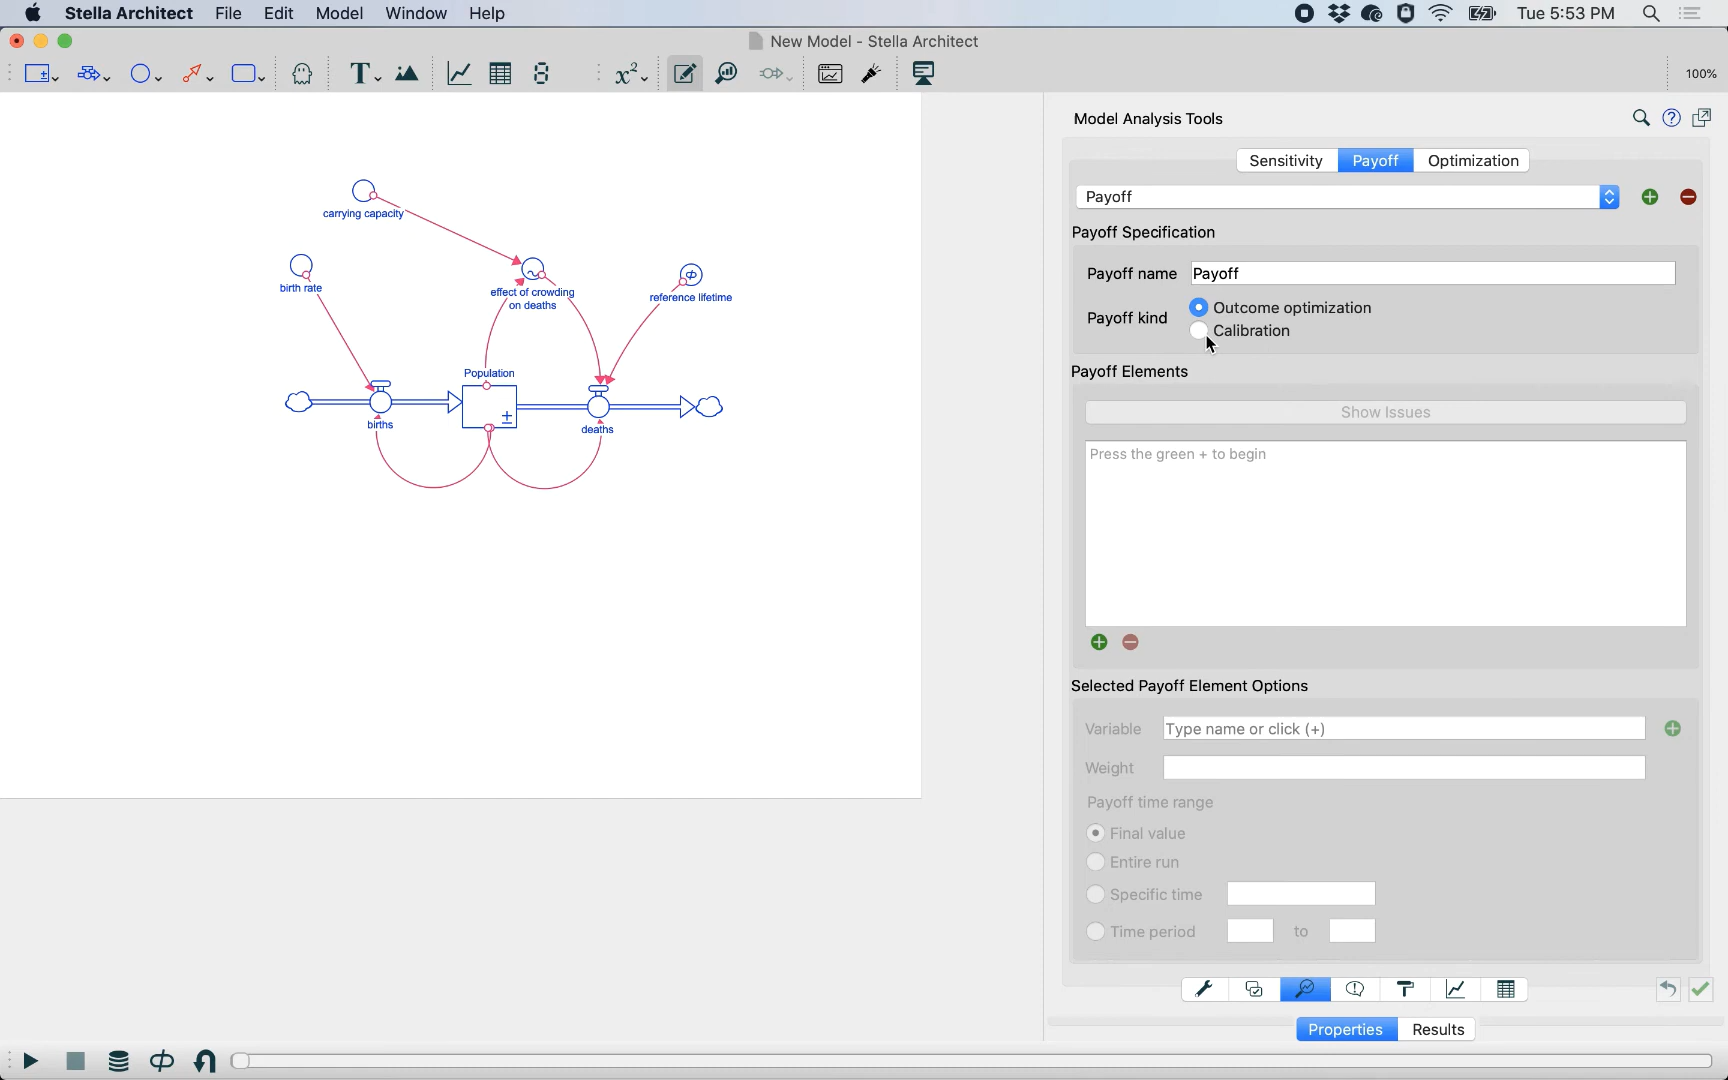 Stella Architect File Edit Model Window Help Tue 5:53 PM
New Model - Stella Architect
100%
Model Analysis Tools
Sensitivity Payoff Optimization
Payoff
Payoff Specification
Payoff name Payoff
Payoff kind
Outcome optimization
Calibration
Payoff Elements
Show Issues
Press the green + to begin
Selected Payoff Element Options
Variable Type name or click (+)
Weight
Payoff time range
Final value
Entire run
Specific time
Time period to
Properties Results
carrying capacity
birth rate
effect of crowding
on deaths
reference lifetime
Population
births
deaths